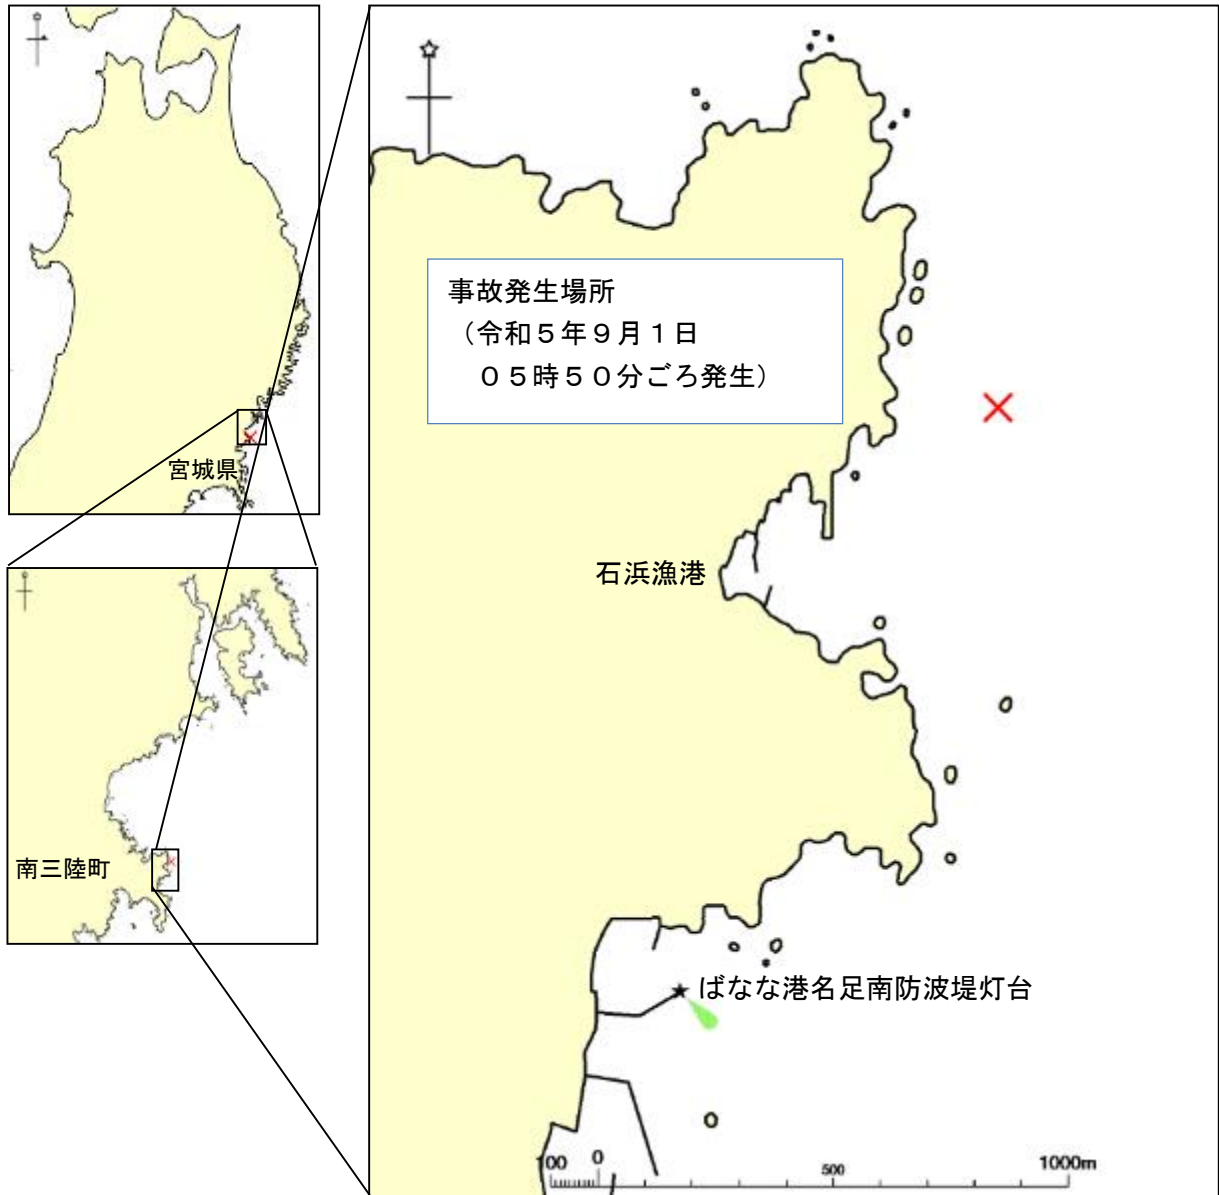 宮城県
南三陸町
事故発生場所
（令和５年９月１日
０５時５０分ごろ発生）
石浜漁港
ばなな港名足南防波堤灯台
100 0 500 1000m